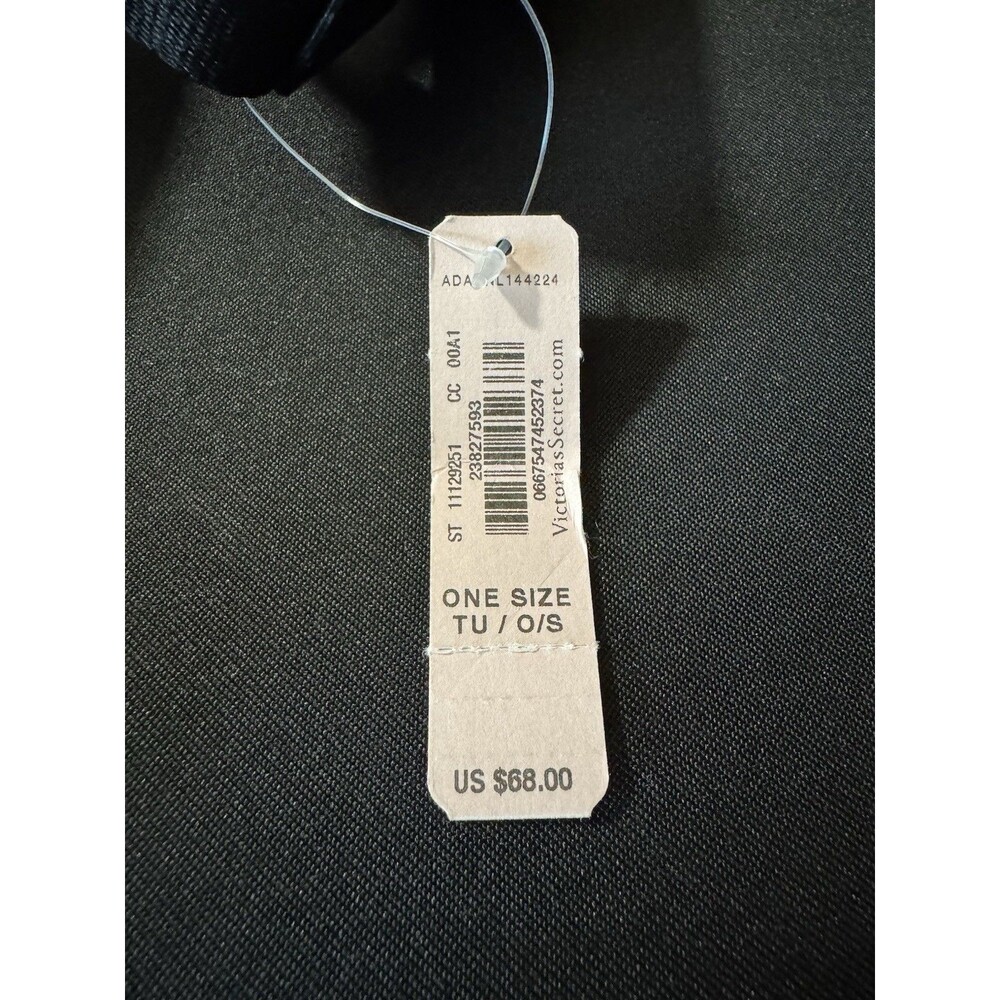 ST 11129251 CC 00A1
23827593
0667547452374
VictoriasSecret.com
ONE SIZE
TU / O/S
US $68.00